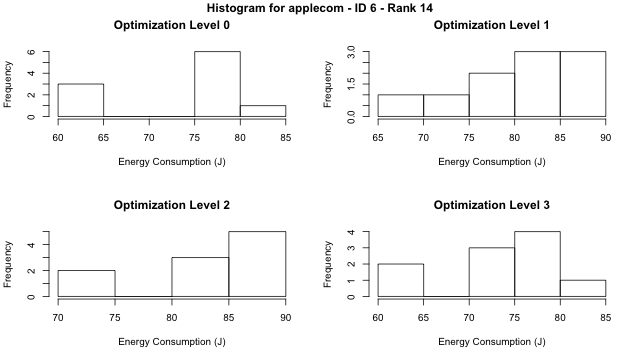 Histogram for applecom - ID 6 - Rank 14
Optimization Level 0
Frequency
0 2 4 6
60 65 70 75 80 85
Energy Consumption (J)
Optimization Level 1
Frequency
0.0 1.5 3.0
65 70 75 80 85 90
Energy Consumption (J)
Optimization Level 2
Frequency
0 2 4
70 75 80 85 90
Energy Consumption (J)
Optimization Level 3
Frequency
0 1 2 3 4
60 65 70 75 80 85
Energy Consumption (J)